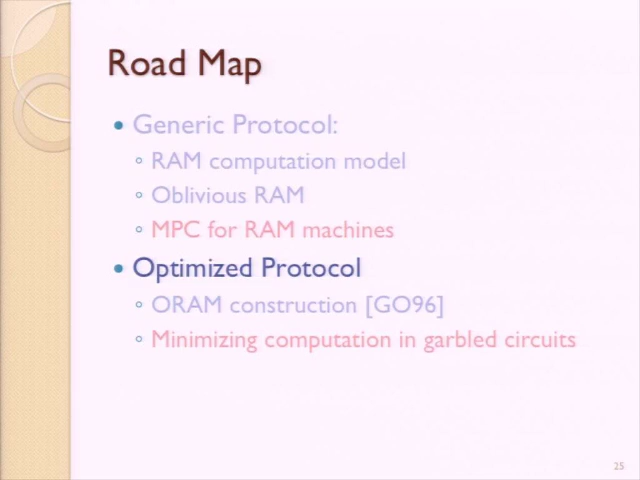 Road Map
• Generic Protocol:
◦ RAM computation model
◦ Oblivious RAM
◦ MPC for RAM machines
• Optimized Protocol
◦ ORAM construction [GO96]
◦ Minimizing computation in garbled circuits
25